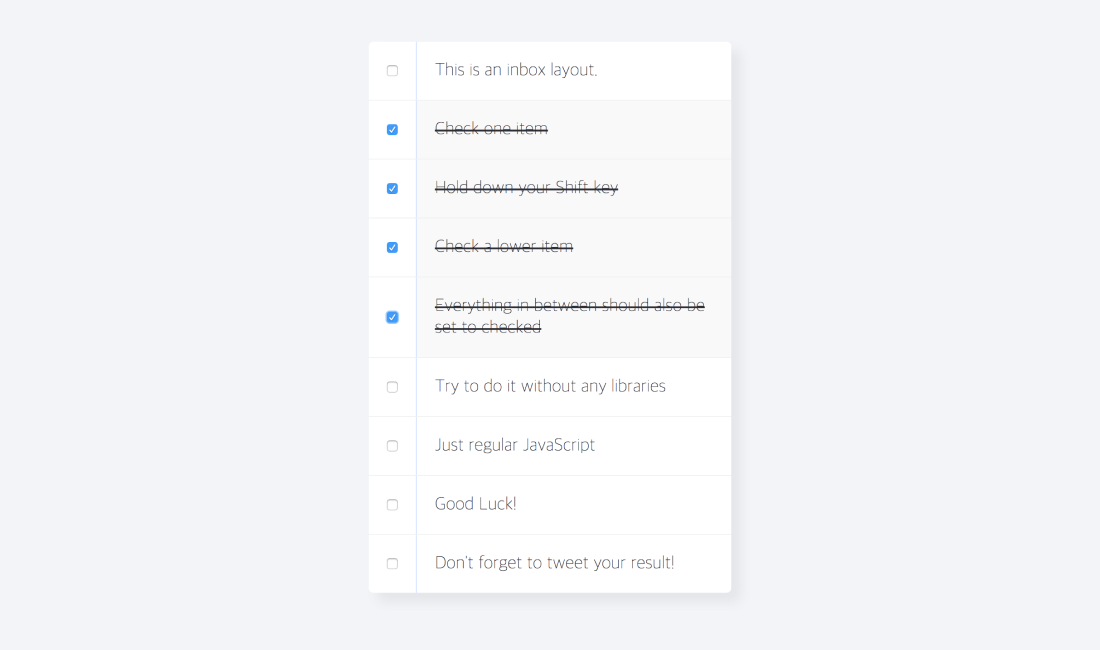 This is an inbox layout.
Check one item
Hold down your Shift key
Check a lower item
Everything in between should also be
set to checked
Try to do it without any libraries
Just regular JavaScript
Good Luck!
Don't forget to tweet your result!